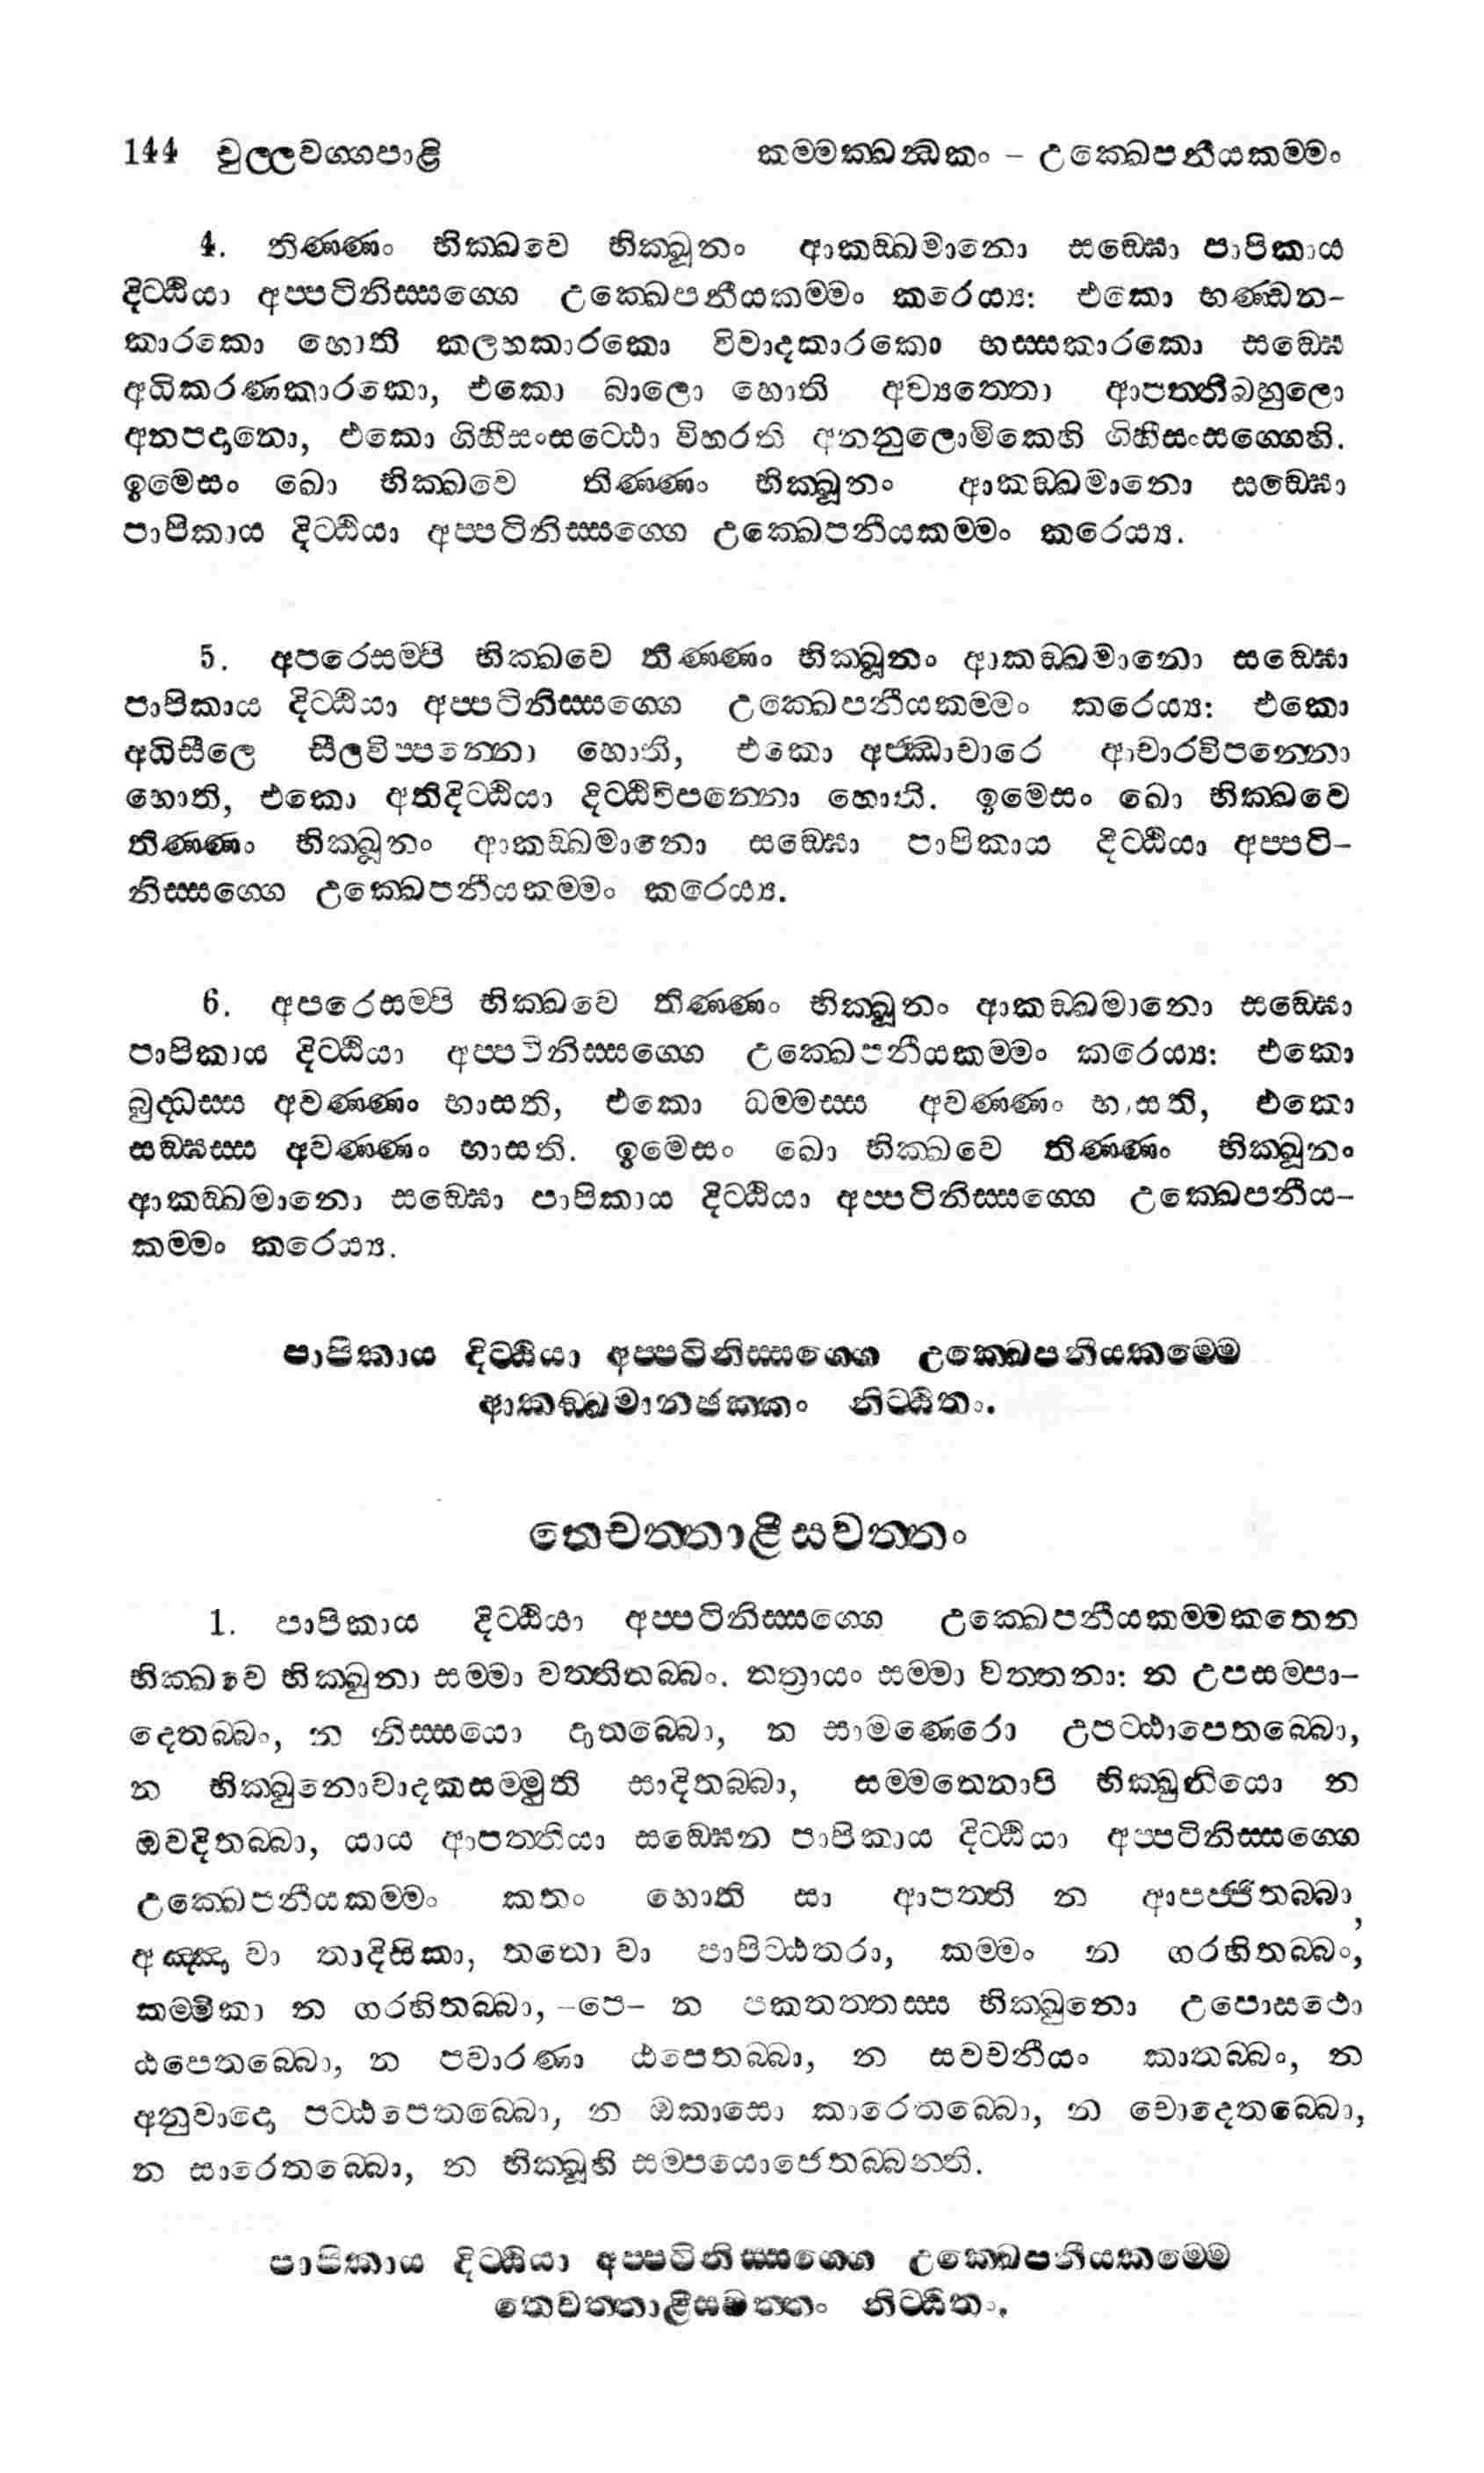 144 චුල්ලවග්ගපාළි කම්මක්ඛන්ධකං – උක්ඛෙපනීයකම්මං
4. තිණ්ණං භික්ඛවෙ භික්ඛූනං ආකඞ්ඛමානො සඞ්ඝො පාපිකාය
දිට්ඨියා අප්පටිනිස්සග්ගෙ උක්ඛෙපනීයකම්මං කරෙය්‍ය: එකො භණ්ඩන-
කාරකො හොති කලහකාරකො විවාදකාරකො භස්සකාරකො සඞ්ඝෙ
අධිකරණකාරකො, එකො බාලො හොති අව්‍යත්තො ආපත්තිබහුලො
අනපදානො, එකො ගිහීසංසට්ඨො විහරති අනනුලොමිකෙහි ගිහීසංසග්ගෙහි.
ඉමෙසං ඛො භික්ඛවෙ තිණ්ණං භික්ඛූනං ආකඞ්ඛමානො සඞ්ඝො
පාපිකාය දිට්ඨියා අප්පටිනිස්සග්ගෙ උක්ඛෙපනීයකම්මං කරෙය්‍ය.
5. අපරෙසම්පි භික්ඛවෙ තිණ්ණං භික්ඛූනං ආකඞ්ඛමානො සඞ්ඝො
පාපිකාය දිට්ඨියා අප්පටිනිස්සග්ගෙ උක්ඛෙපනීයකම්මං කරෙය්‍ය: එකො
අධිසීලෙ සීලවිප්පන්නො හොති, එකො අජ්ඣාචාරෙ ආචාරවිපන්නො
හොති, එකො අතිදිට්ඨියා දිට්ඨිවිපන්නො හොති. ඉමෙසං ඛො භික්ඛවෙ
තිණ්ණං භික්ඛූනං ආකඞ්ඛමානො සඞ්ඝො පාපිකාය දිට්ඨියා අප්පටි-
නිස්සග්ගෙ උක්ඛෙපනීයකම්මං කරෙය්‍ය.
6. අපරෙසම්පි භික්ඛවෙ තිණ්ණං භික්ඛූනං ආකඞ්ඛමානො සඞ්ඝො
පාපිකාය දිට්ඨියා අප්පටිනිස්සග්ගෙ උක්ඛෙපනීයකම්මං කරෙය්‍ය: එකො
බුද්ධස්ස අවණ්ණං භාසති, එකො ධම්මස්ස අවණ්ණං භාසති, එකො
සඞ්ඝස්ස අවණ්ණං භාසති. ඉමෙසං ඛො භික්ඛවෙ තිණ්ණං භික්ඛූනං
ආකඞ්ඛමානො සඞ්ඝො පාපිකාය දිට්ඨියා අප්පටිනිස්සග්ගෙ උක්ඛෙපනීය-
කම්මං කරෙය්‍ය.
පාපිකාය දිට්ඨියා අප්පටිනිස්සග්ගෙ උක්ඛෙපනීයකම්මෙ
ආකඞ්ඛමානඡක්කං නිට්ඨිතං.
තෙචත්තාළීසවත්තං
1. පාපිකාය දිට්ඨියා අප්පටිනිස්සග්ගෙ උක්ඛෙපනීයකම්මකතෙන
භික්ඛවෙ භික්ඛුනා සම්මා වත්තිතබ්බං. තත්‍රායං සම්මා වත්තනා: න උපසම්පා-
දෙතබ්බං, න නිස්සයො දාතබ්බො, න සාමණෙරො උපට්ඨාපෙතබ්බො,
න භික්ඛුනොවාදකසම්මුති සාදිතබ්බා, සම්මතෙනාපි භික්ඛුනියො න
ඔවදිතබ්බා, යාය ආපත්තියා සඞ්ඝෙන පාපිකාය දිට්ඨියා අප්පටිනිස්සග්ගෙ
උක්ඛෙපනීයකම්මං කතං හොති සා ආපත්ති න ආපජ්ජිතබ්බා,
අඤ්ඤා වා තාදිසිකා, තතො වා පාපිට්ඨතරා, කම්මං න ගරහිතබ්බං,
කම්මිකා න ගරහිතබ්බා, –පෙ– න පකතත්තස්ස භික්ඛුනො උපොසථො
ඨපෙතබ්බො, න පවාරණා ඨපෙතබ්බා, න සවචනීයං කාතබ්බං, න
අනුවාදො පට්ඨපෙතබ්බො, න ඔකාසො කාරෙතබ්බො, න චොදෙතබ්බො,
න සාරෙතබ්බො, න භික්ඛූහි සම්පයොජෙතබ්බන්ති.
පාපිකාය දිට්ඨියා අප්පටිනිස්සග්ගෙ උක්ඛෙපනීයකම්මෙ
තෙචත්තාළීසවත්තං නිට්ඨිතං.